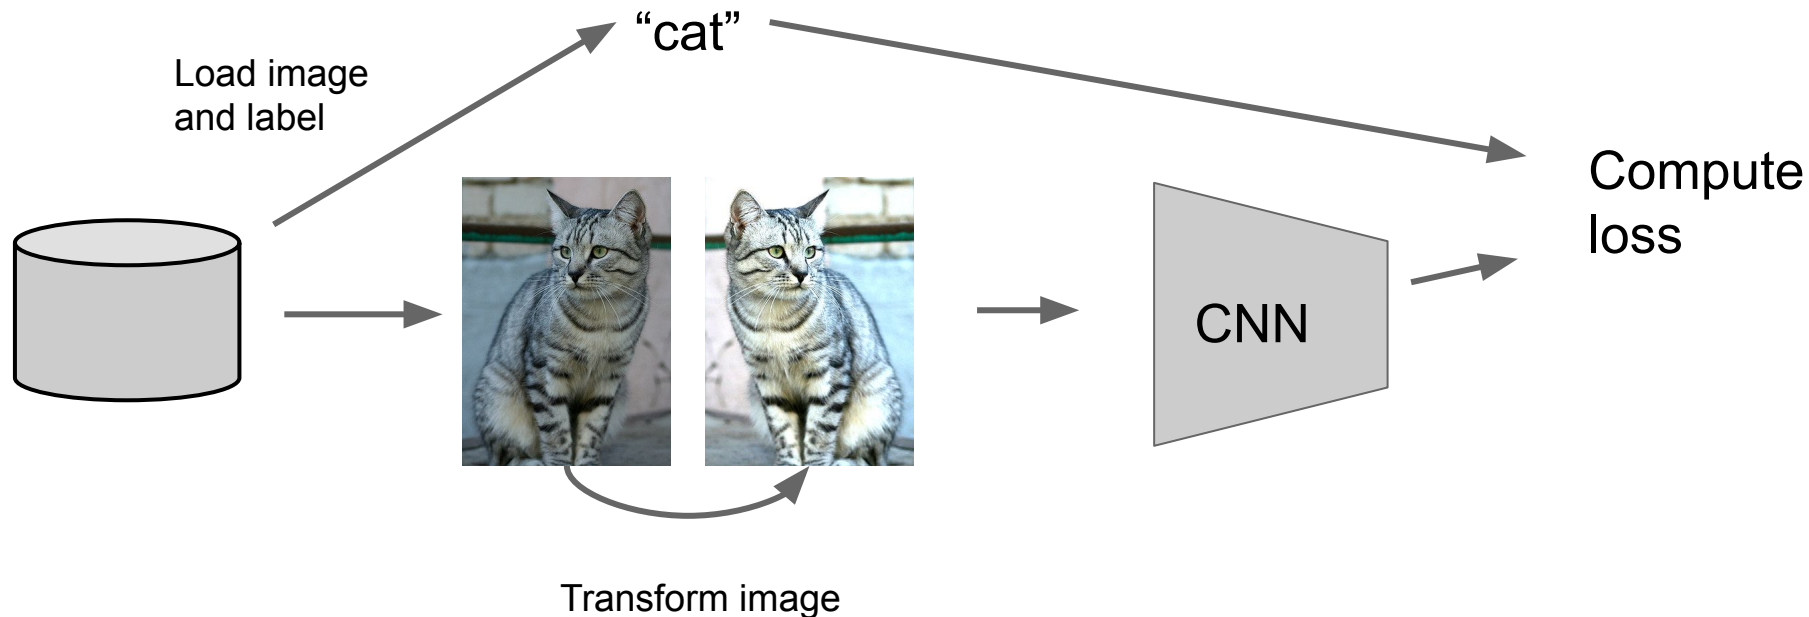 “cat”
Load image
and label
Compute
loss
CNN
Transform image